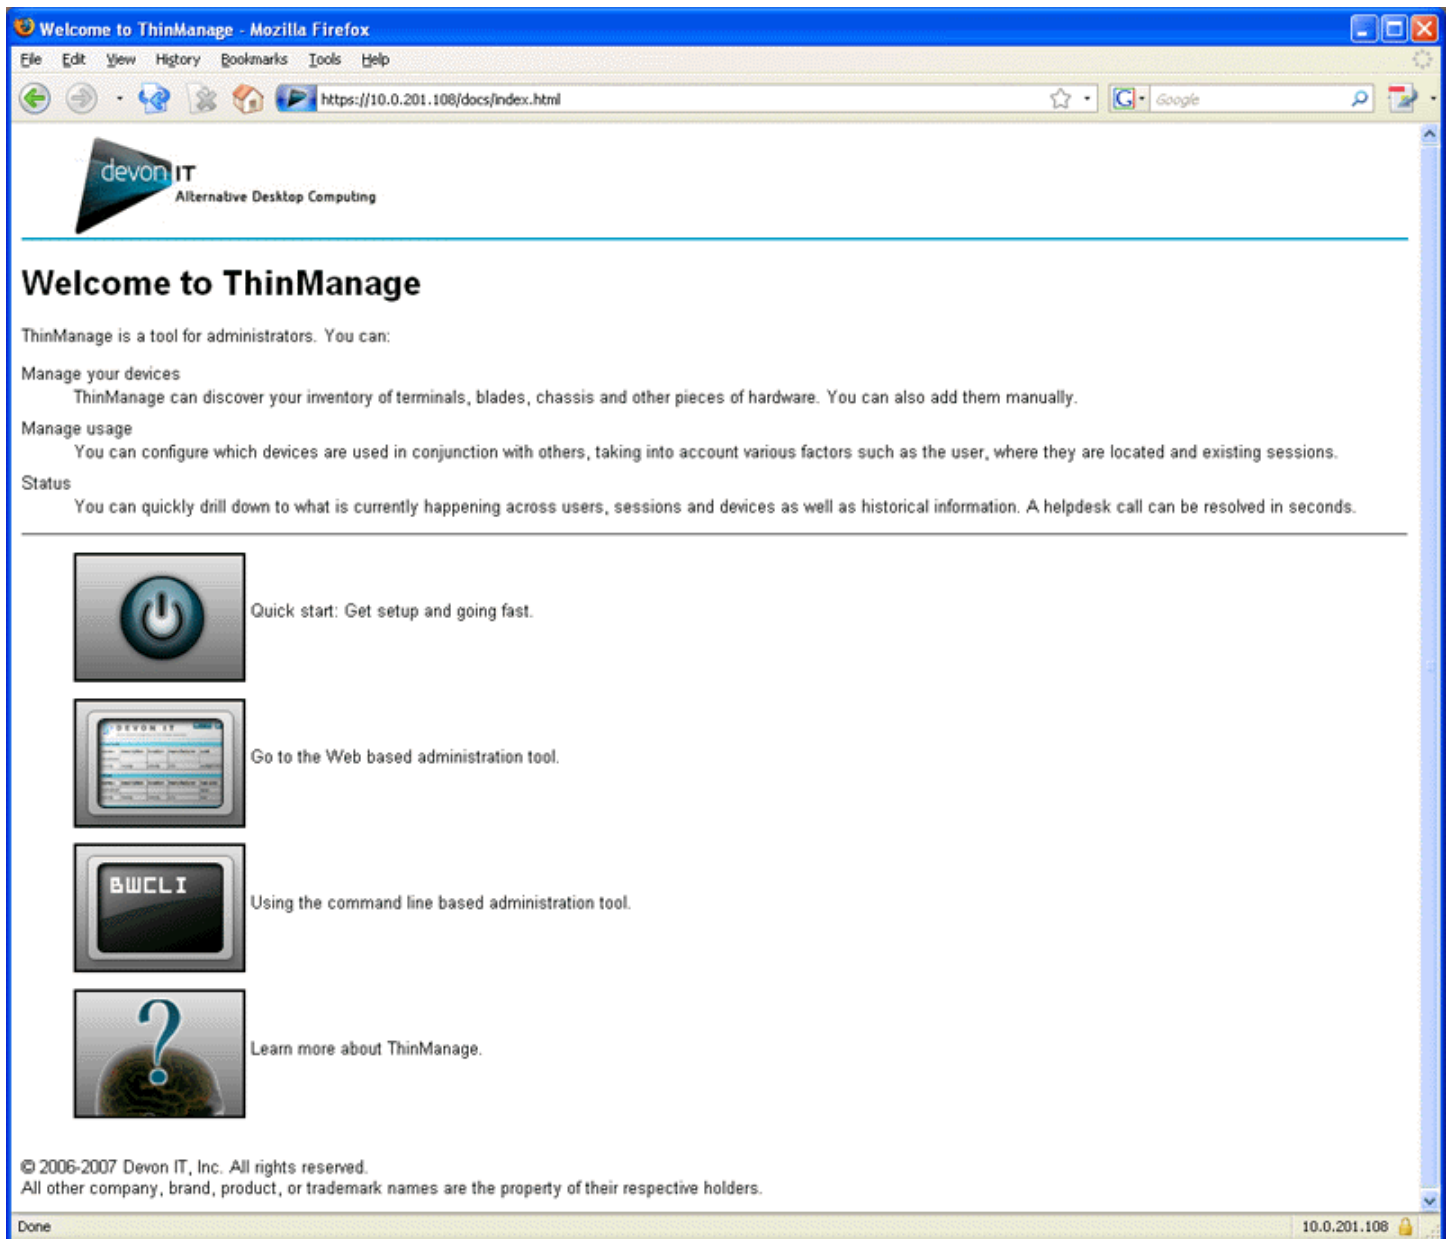 Welcome to ThinManage - Mozilla Firefox
File Edit View History Bookmarks Tools Help
https://10.0.201.108/docs/index.html
G Google
devon IT
Alternative Desktop Computing
Welcome to ThinManage
ThinManage is a tool for administrators. You can:
Manage your devices
ThinManage can discover your inventory of terminals, blades, chassis and other pieces of hardware. You can also add them manually.
Manage usage
You can configure which devices are used in conjunction with others, taking into account various factors such as the user, where they are located and existing sessions.
Status
You can quickly drill down to what is currently happening across users, sessions and devices as well as historical information. A helpdesk call can be resolved in seconds.
Quick start: Get setup and going fast.
DEVON IT
Go to the Web based administration tool.
BWCLI
Using the command line based administration tool.
?
Learn more about ThinManage.
© 2006-2007 Devon IT, Inc. All rights reserved.
All other company, brand, product, or trademark names are the property of their respective holders.
Done 10.0.201.108